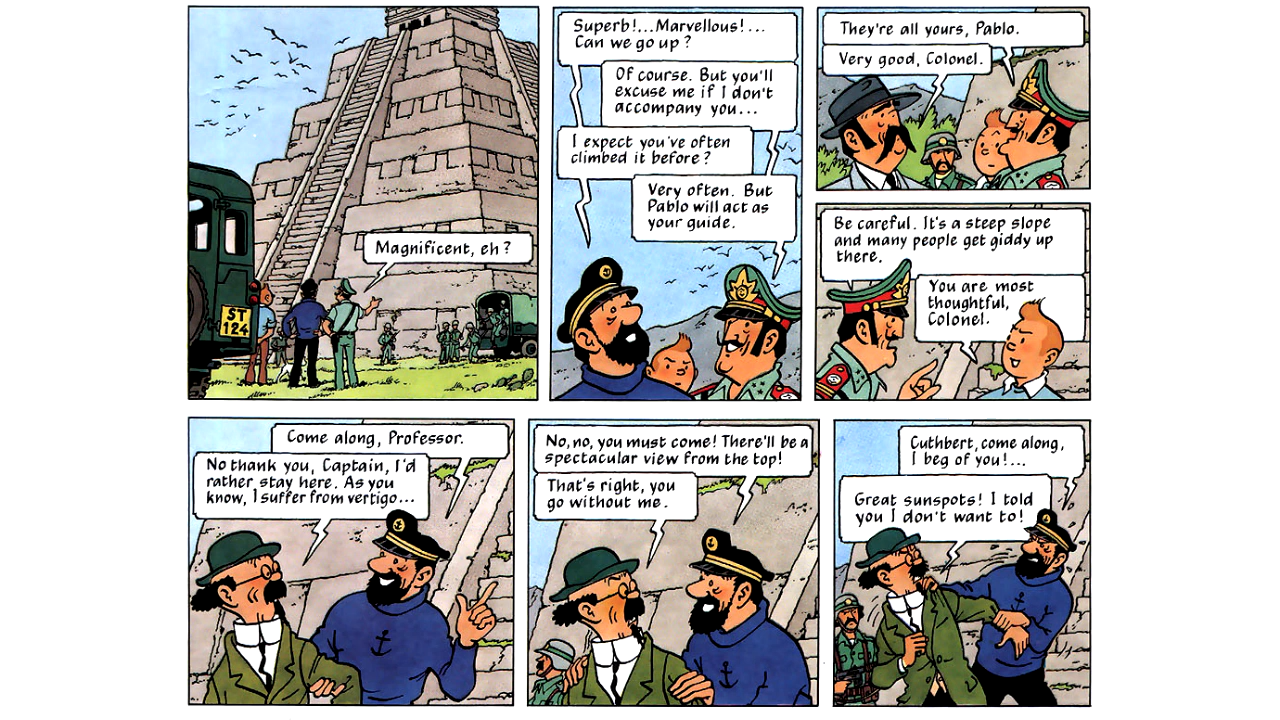 Magnificent, eh?
ST
124
Superb!...Marvellous!...
Can we go up?
Of course. But you'll
excuse me if I don't
accompany you...
I expect you've often
climbed it before?
Very often. But
Pablo will act as
your guide.
They're all yours, Pablo.
Very good, Colonel.
Be careful. It's a steep slope
and many people get giddy up
there.
You are most
thoughtful,
Colonel.
Come along, Professor.
No thank you, Captain, I'd
rather stay here. As you
know, I suffer from vertigo...
No, no, you must come! There'll be a
spectacular view from the top!
That's right, you
go without me.
Cuthbert, come along,
I beg of you!...
Great sunspots! I told
you I don't want to!